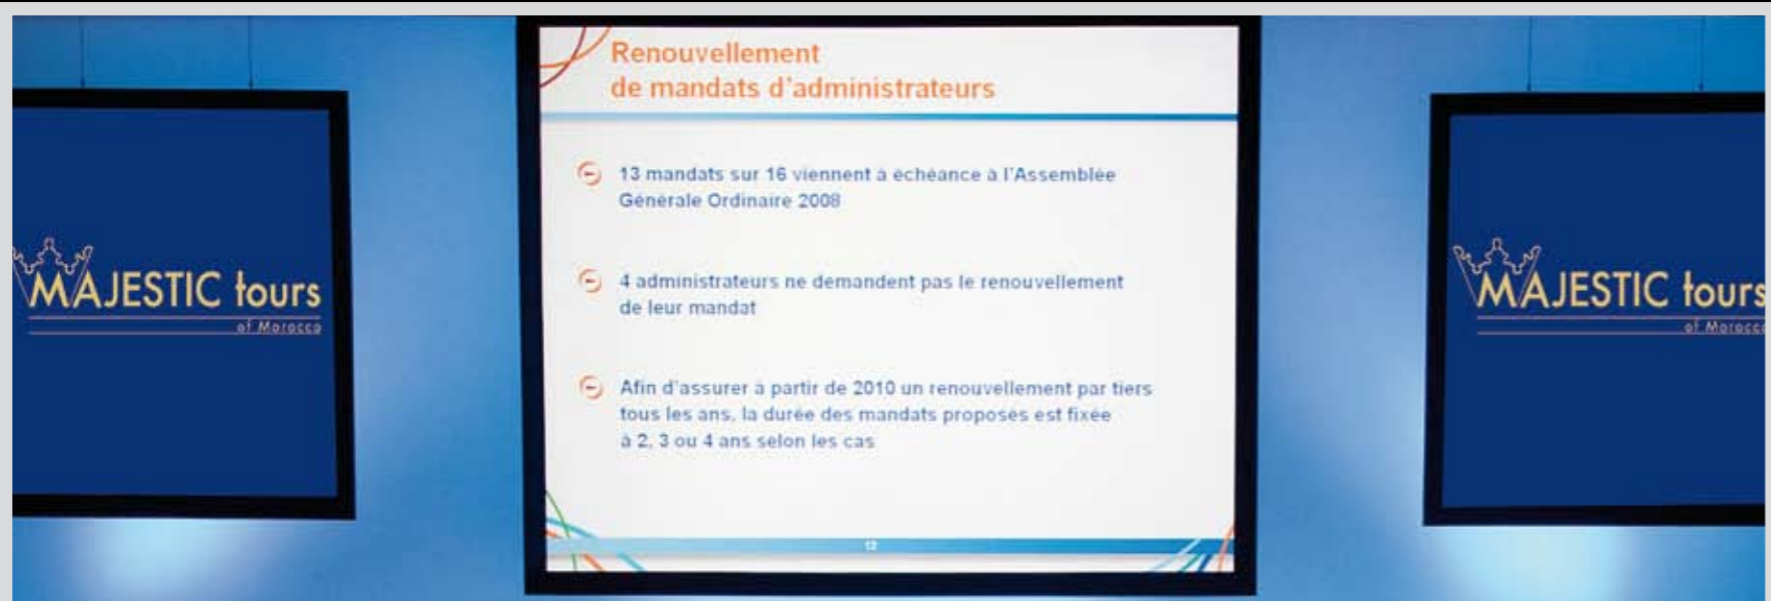 MAJESTIC tours
of Morocco
Renouvellement
de mandats d'administrateurs
13 mandats sur 16 viennent à échéance à l'Assemblée
Générale Ordinaire 2008
4 administrateurs ne demandent pas le renouvellement
de leur mandat
Afin d'assurer à partir de 2010 un renouvellement par tiers
tous les ans, la durée des mandats proposés est fixée
à 2, 3 ou 4 ans selon les cas
12
MAJESTIC tours
of Morocco